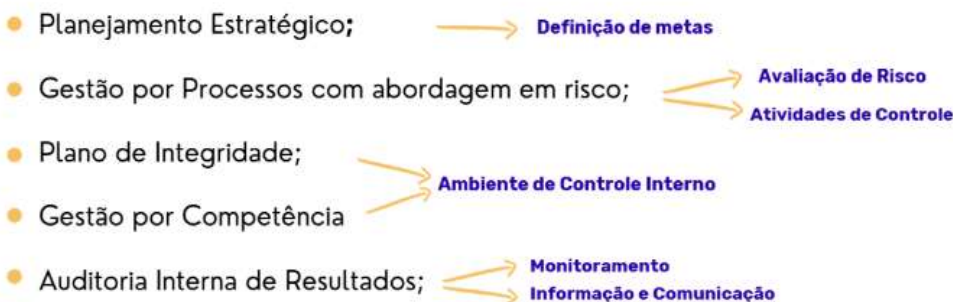 Planejamento Estratégico;
Definição de metas
Gestão por Processos com abordagem em risco;
Avaliação de Risco
Atividades de Controle
Plano de Integridade;
Ambiente de Controle Interno
Gestão por Competência
Auditoria Interna de Resultados;
Monitoramento
Informação e Comunicação